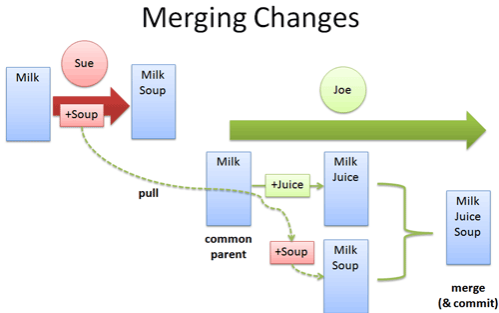 Merging Changes
Sue
Joe
Milk
+Soup
Milk
Soup
pull
Milk
common
parent
+Juice
Milk
Juice
+Soup
Milk
Soup
Milk
Juice
Soup
merge
(& commit)